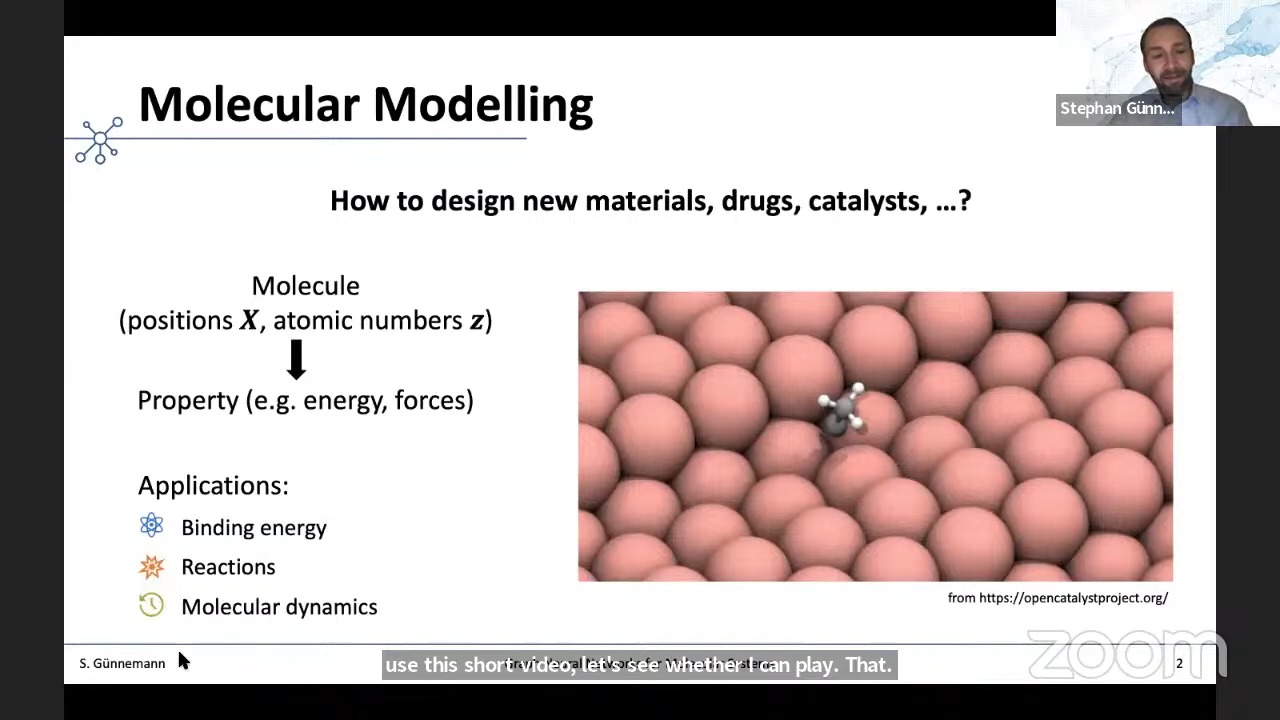 Molecular Modelling
Stephan Günn...
How to design new materials, drugs, catalysts, ...?
Molecule
(positions X, atomic numbers z)
Property (e.g. energy, forces)
Applications:
Binding energy
Reactions
Molecular dynamics
from https://opencatalystproject.org/
zoom
S. Günnemann
use this short video, let's see whether I can play. That.
2